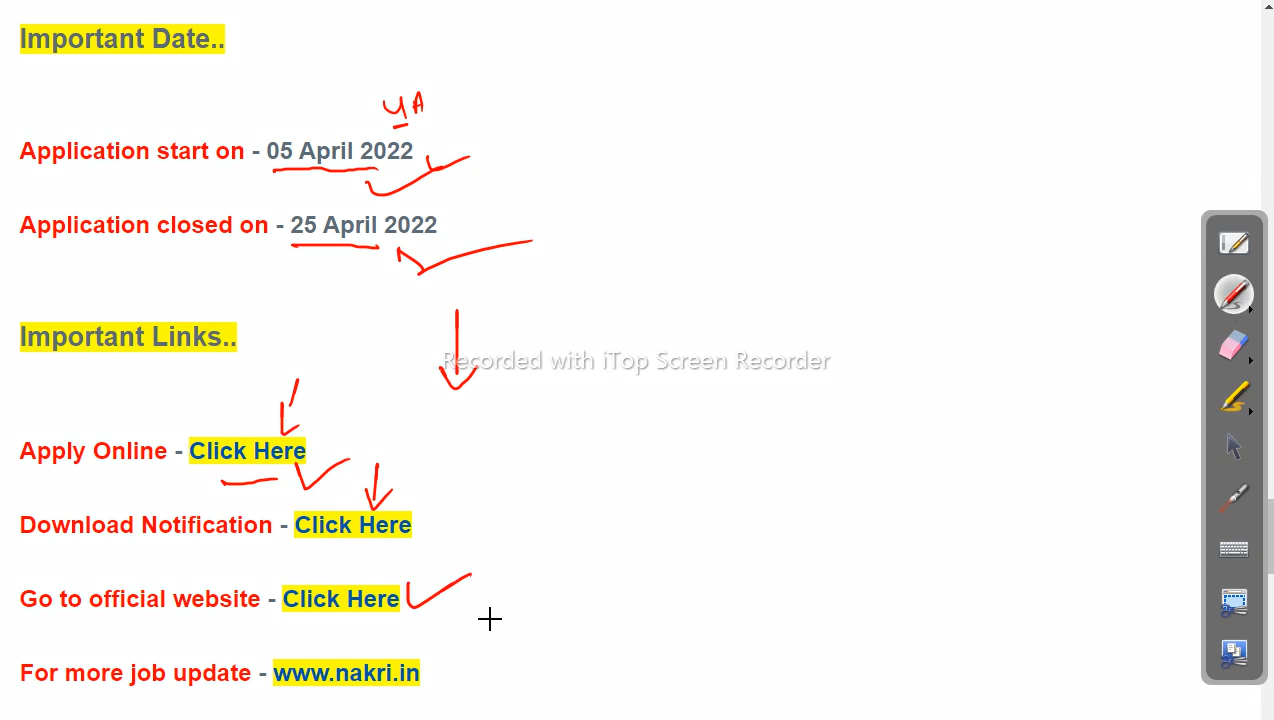 Important Date..
4A
Application start on - 05 April 2022
Application closed on - 25 April 2022
Important Links..
Recorded with iTop Screen Recorder
Apply Online - Click Here
Download Notification - Click Here
Go to official website - Click Here
For more job update - www.nakri.in